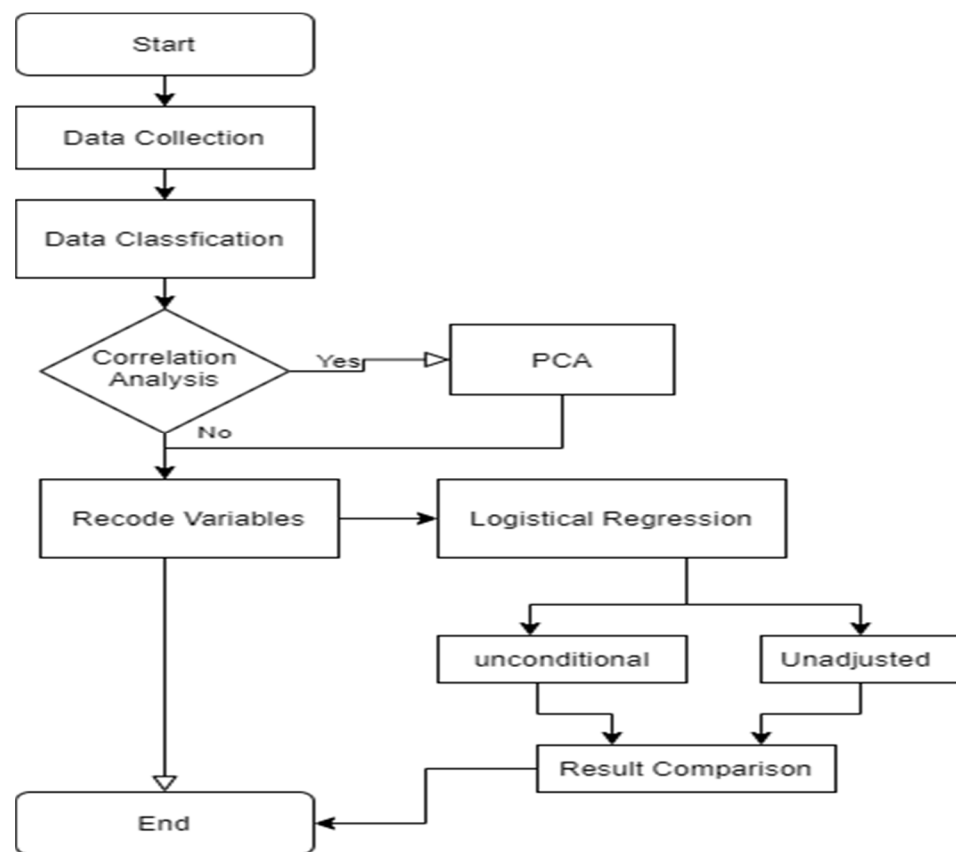 Start
Data Collection
Data Classfication
Correlation
Analysis
Yes
PCA
No
Recode Variables
Logistical Regression
unconditional
Unadjusted
Result Comparison
End